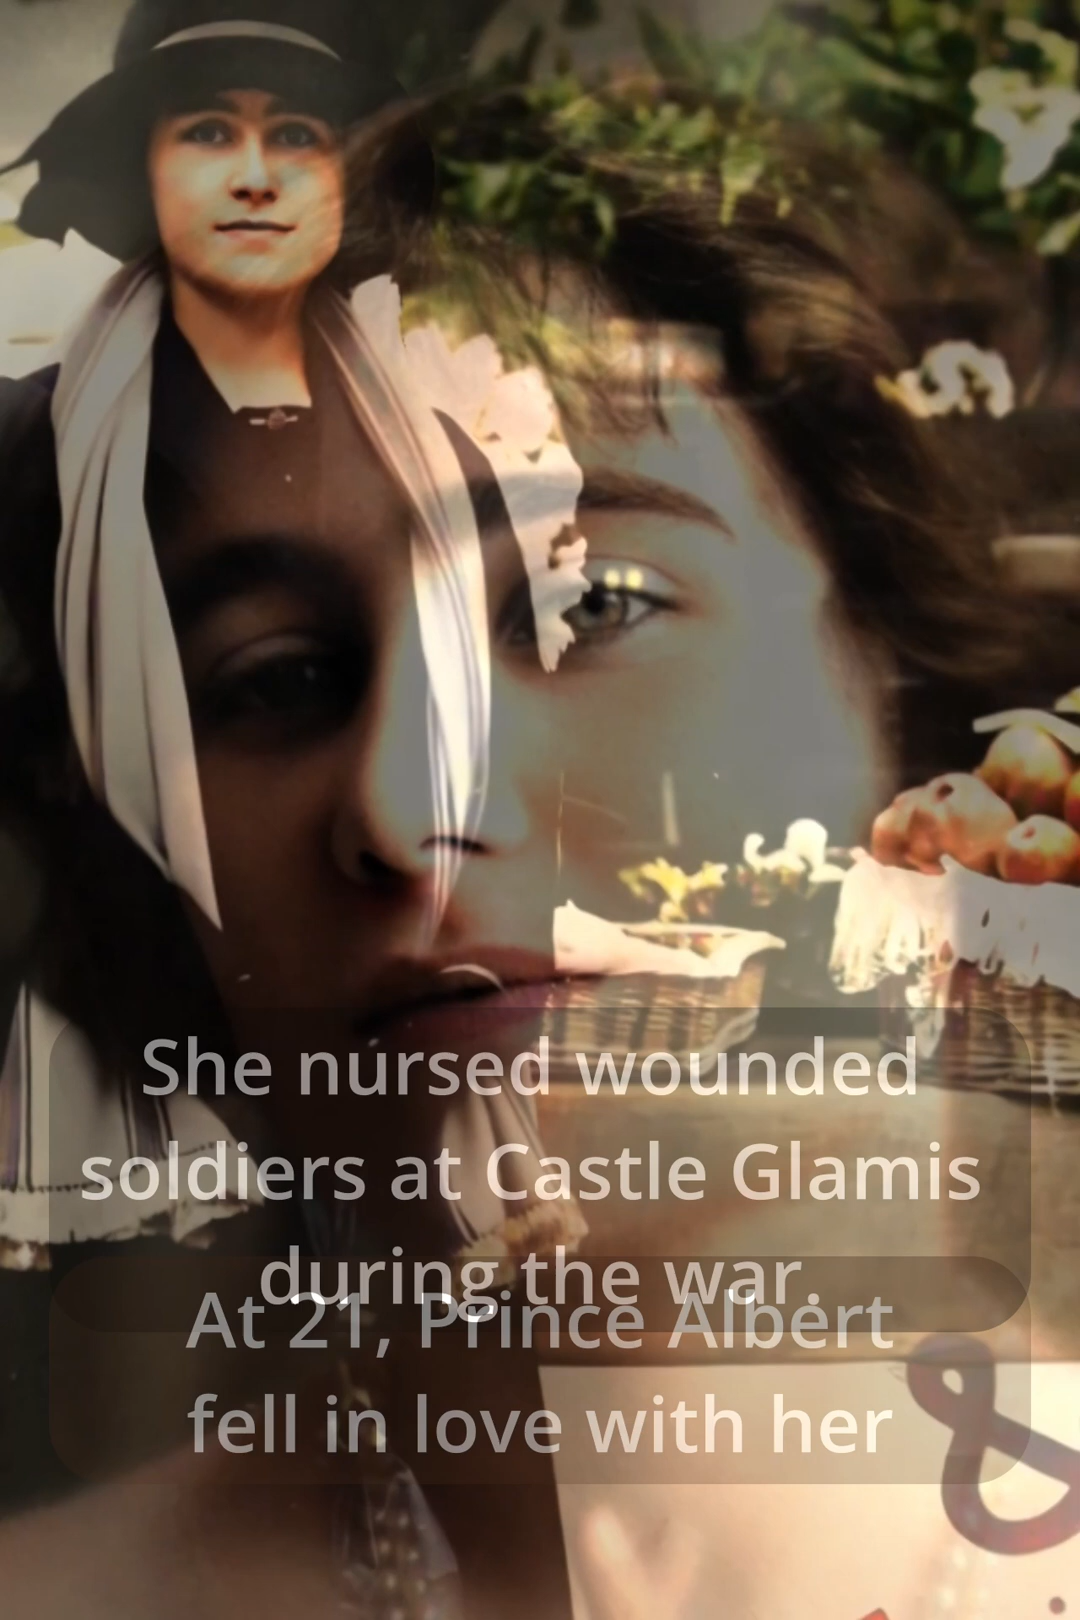 She nursed wounded
soldiers at Castle Glamis
during the war.
At 21, Prince Albert
fell in love with her
&